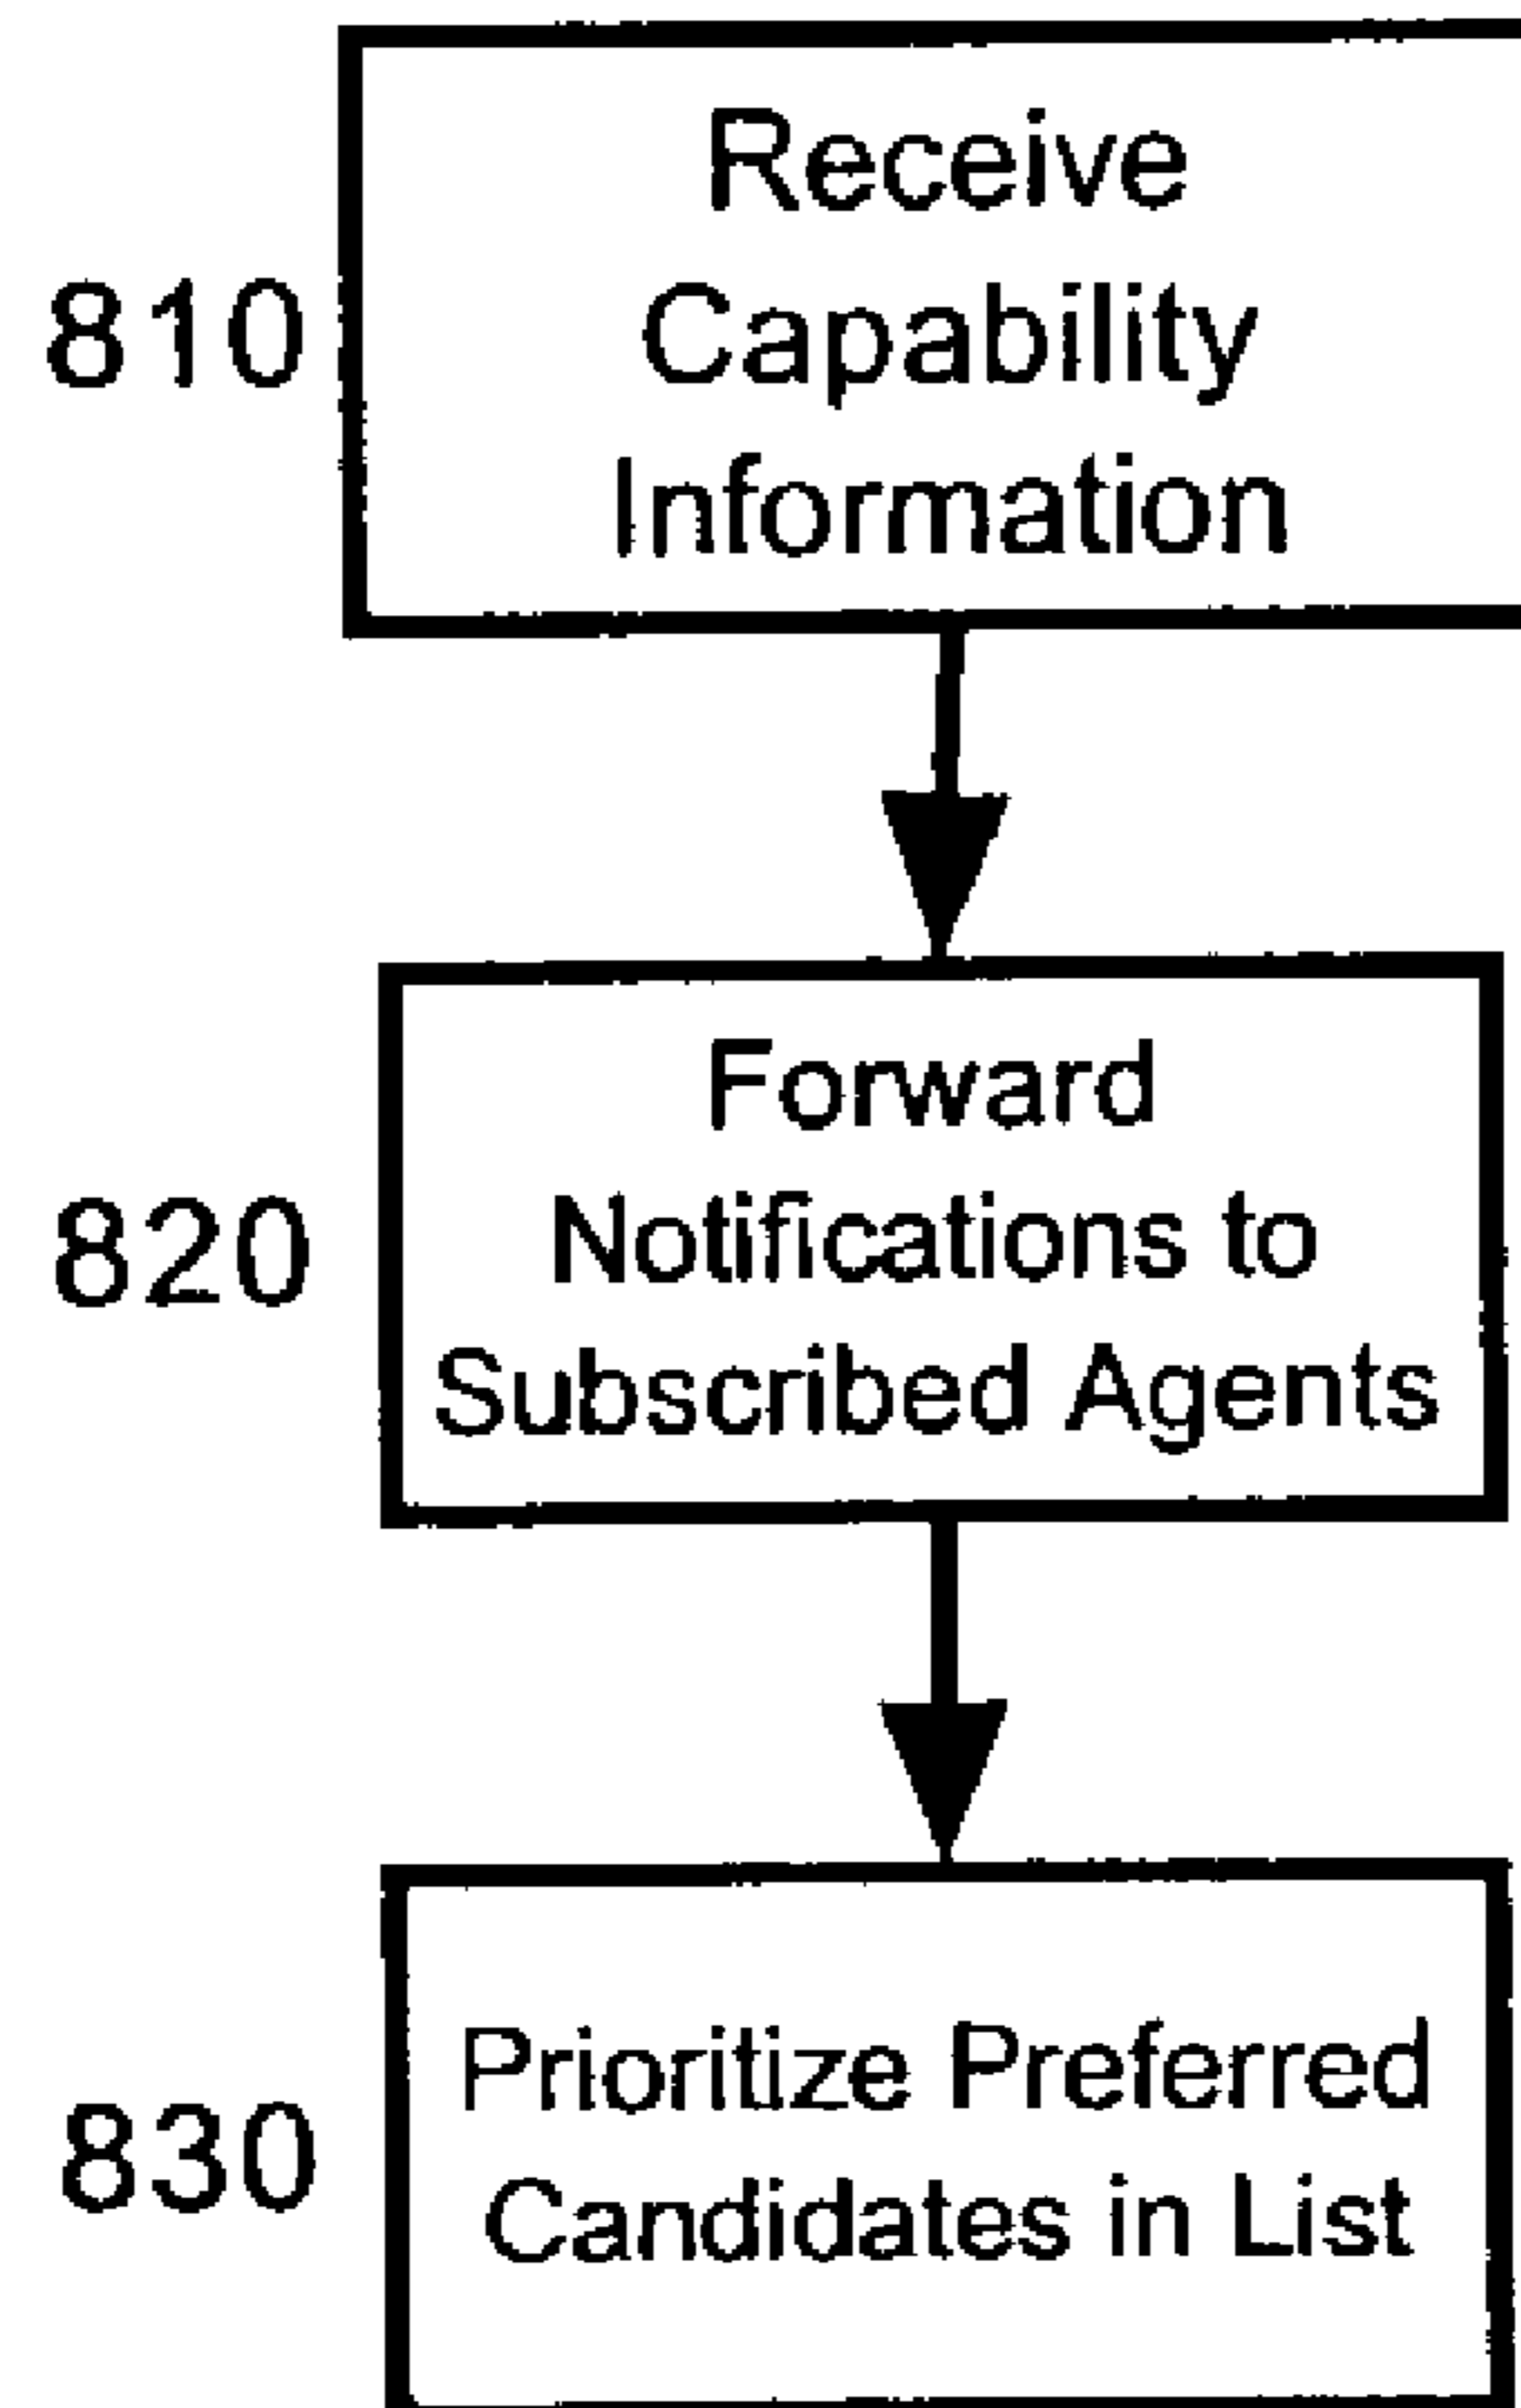 Receive
810
Capability
Information
Forward
820
Notifications to
Subscribed Agents
830
Prioritize Preferred
Candidates in List